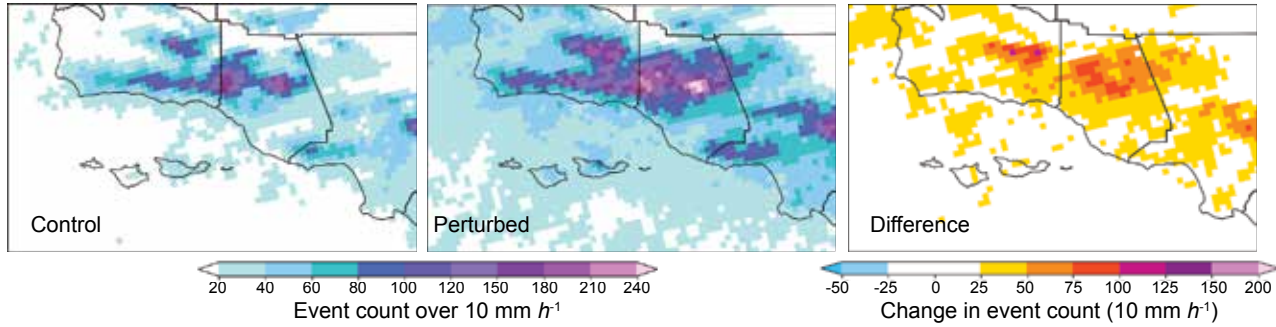 Control
Perturbed
Difference
20 40 60 80 100 120 150 180 210 240
Event count over 10 mm h⁻¹
-50 -25 0 25 50 75 100 125 150 200
Change in event count (10 mm h⁻¹)